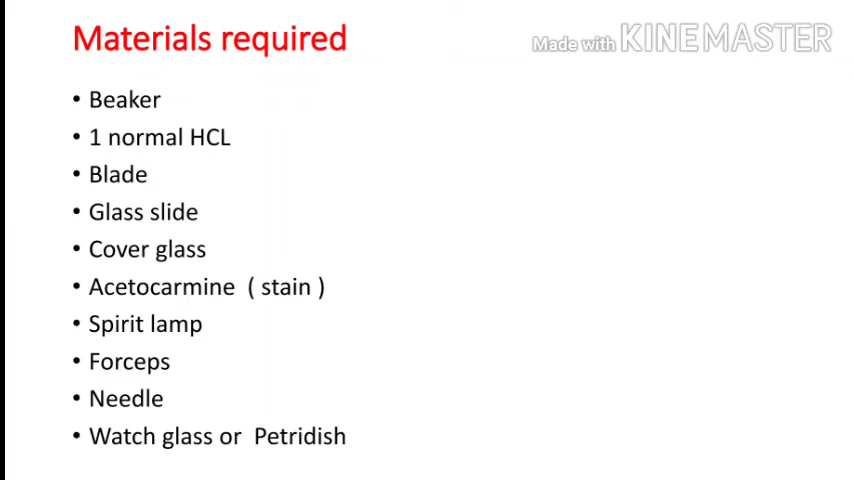 Materials required
Made with KINEMASTER
• Beaker
• 1 normal HCL
• Blade
• Glass slide
• Cover glass
• Acetocarmine ( stain )
• Spirit lamp
• Forceps
• Needle
• Watch glass or Petridish